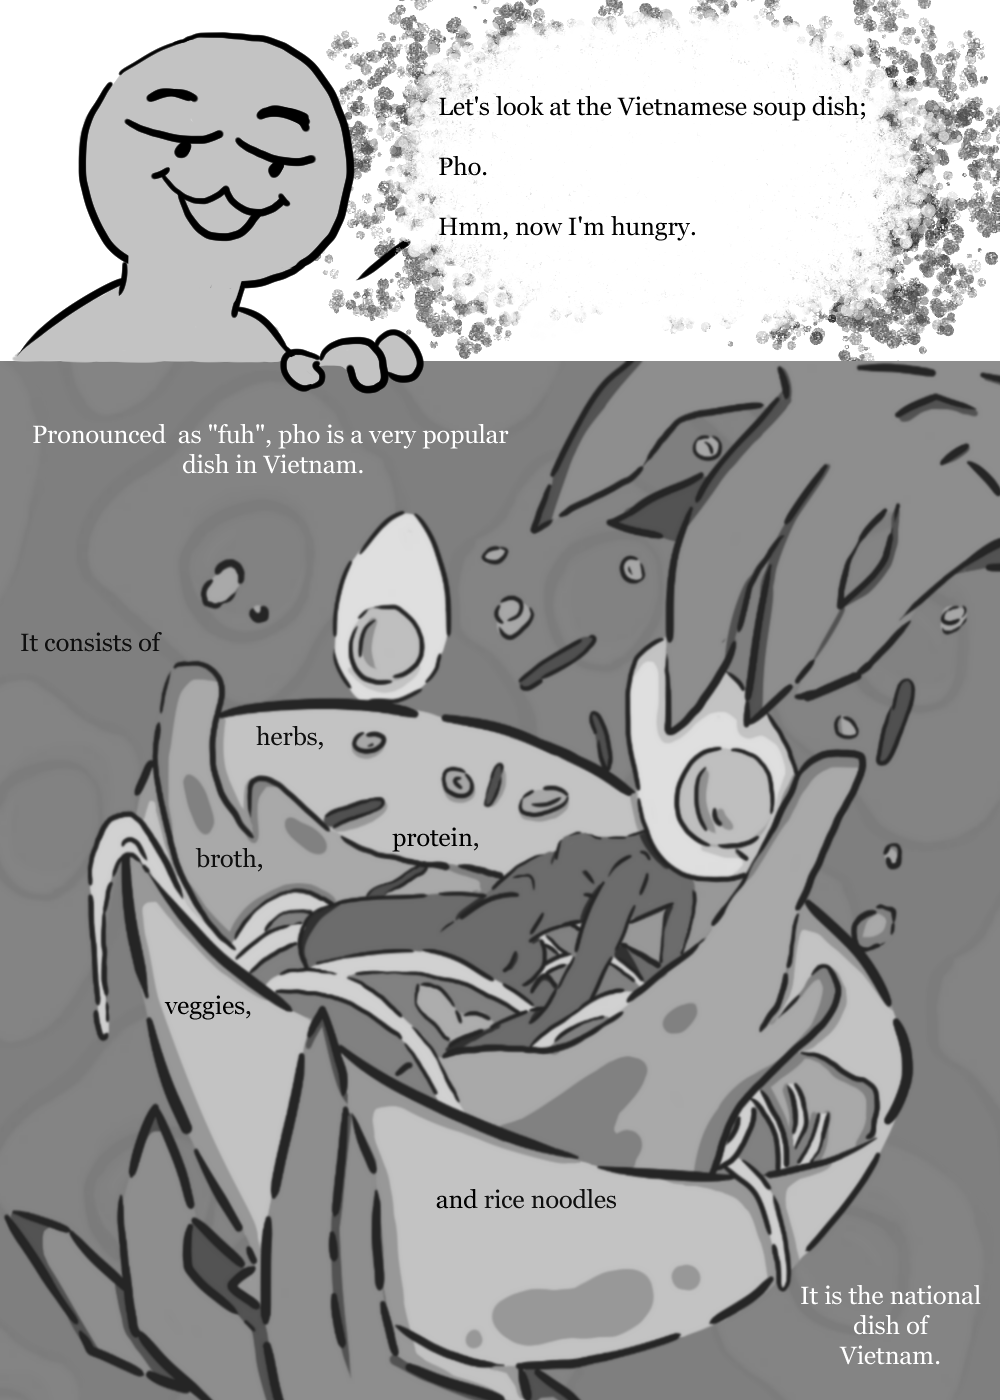 Let's look at the Vietnamese soup dish;
Pho.
Hmm, now I'm hungry.
Pronounced  as "fuh", pho is a very popular
dish in Vietnam.
It consists of
herbs,
protein,
broth,
veggies,
and rice noodles
It is the national
dish of
Vietnam.